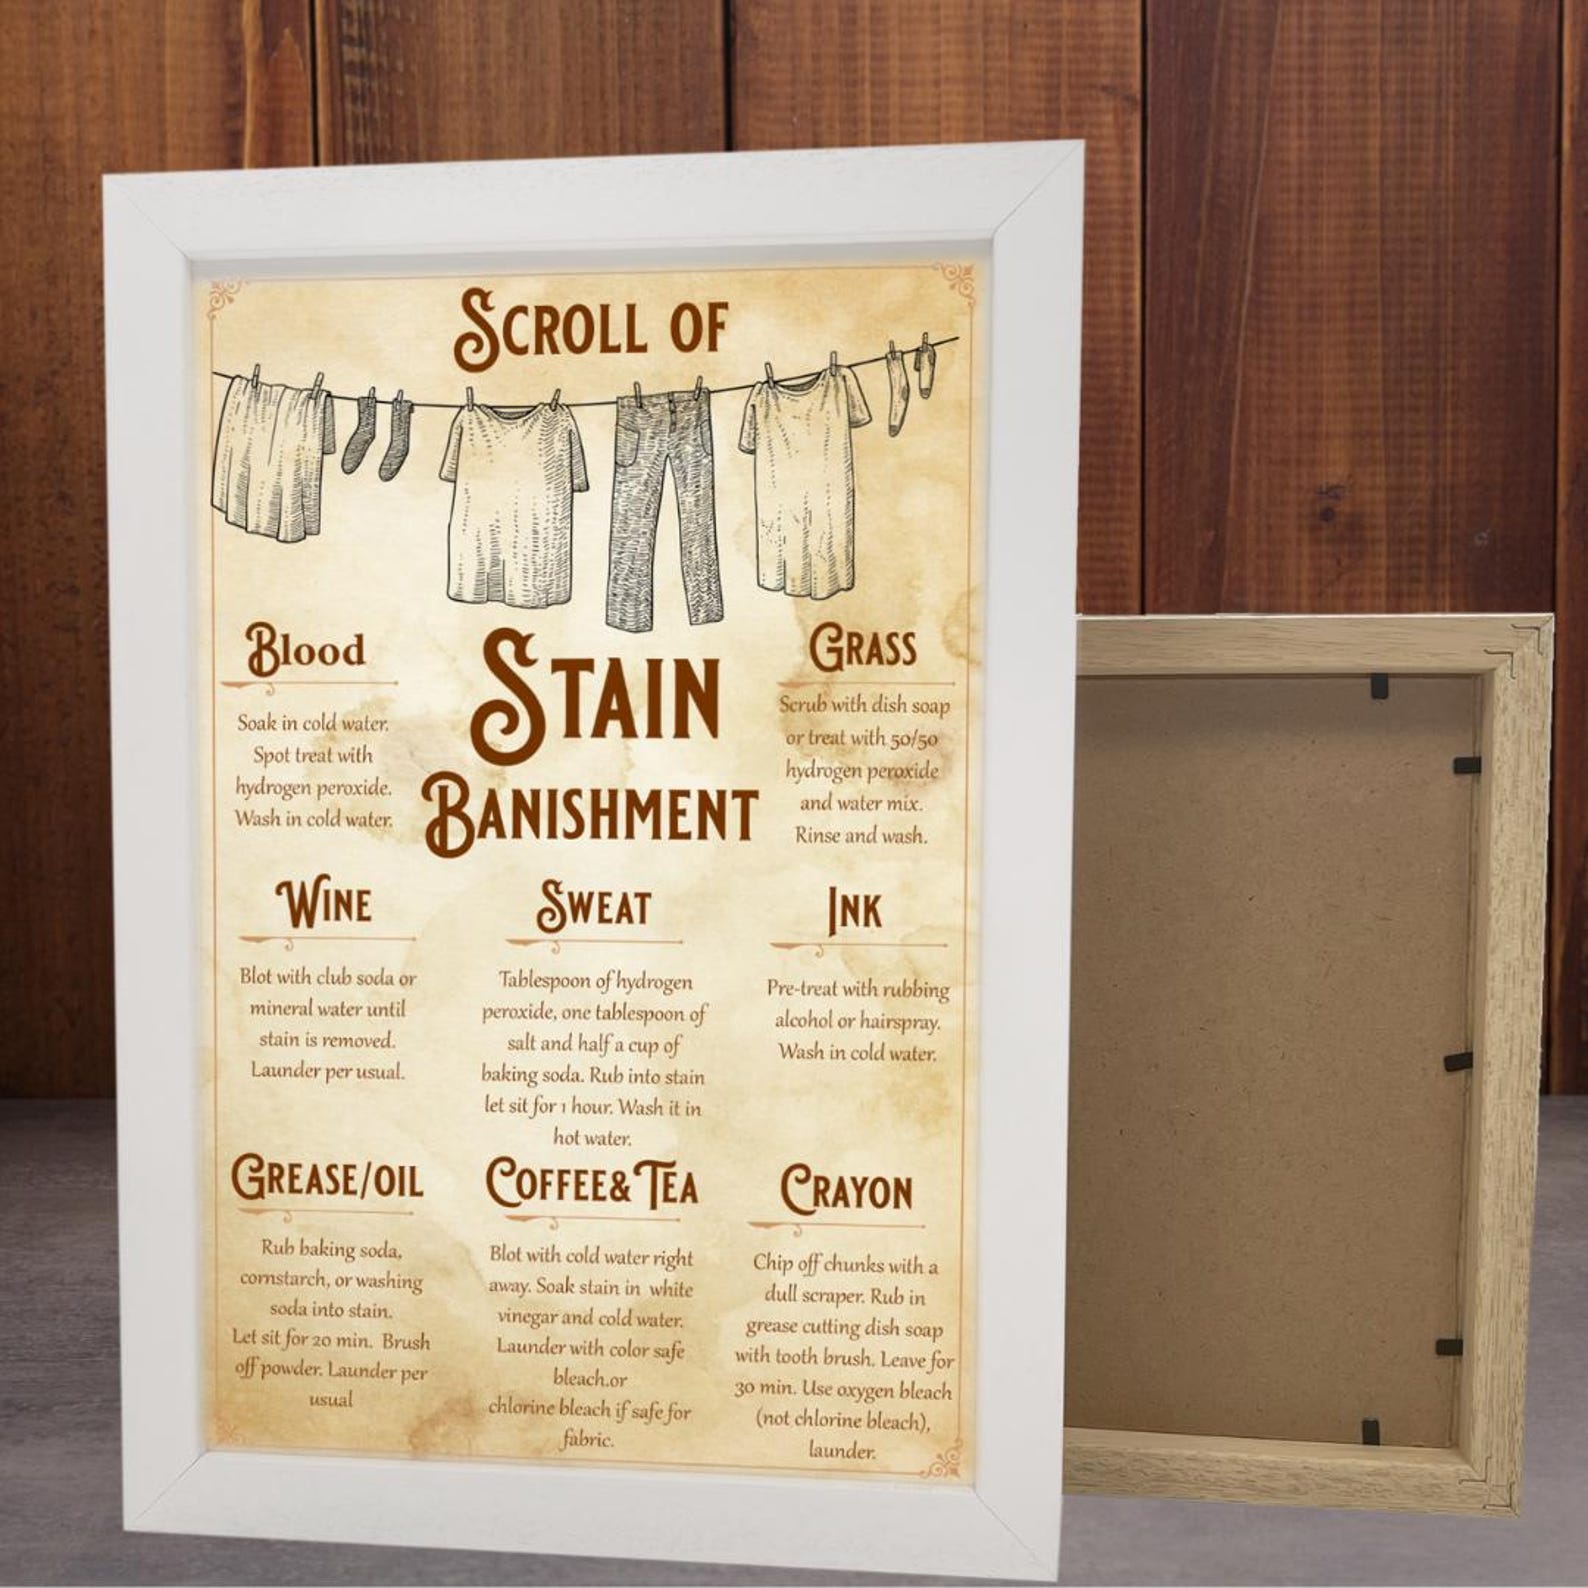 SCROLL OF
STAIN
BANISHMENT
Blood
Soak in cold water.
Spot treat with
hydrogen peroxide.
Wash in cold water.
GRASS
Scrub with dish soap
or treat with 50/50
hydrogen peroxide
and water mix.
Rinse and wash.
WINE
Blot with club soda or
mineral water until
stain is removed.
Launder per usual.
SWEAT
Tablespoon of hydrogen
peroxide, one tablespoon of
salt and half a cup of
baking soda. Rub into stain
let sit for 1 hour. Wash it in
hot water.
INK
Pre-treat with rubbing
alcohol or hairspray.
Wash in cold water.
GREASE/OIL
Rub baking soda,
cornstarch, or washing
soda into stain.
Let sit for 20 min. Brush
off powder. Launder per
usual
COFFEE& TEA
Blot with cold water right
away. Soak stain in white
vinegar and cold water.
Launder with color safe
bleach.or
chlorine bleach if safe for
fabric.
CRAYON
Chip off chunks with a
dull scraper. Rub in
grease cutting dish soap
with tooth brush. Leave for
30 min. Use oxygen bleach
(not chlorine bleach),
launder.